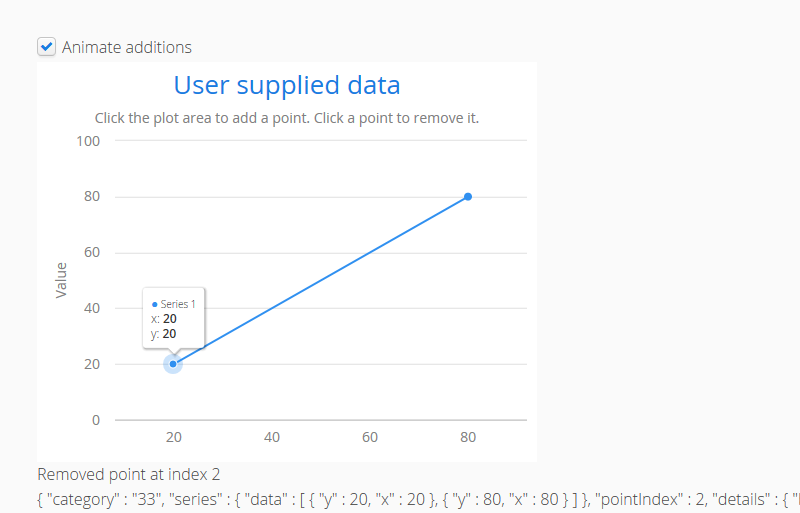 Animate additions
User supplied data
Click the plot area to add a point. Click a point to remove it.
100
80
60
40
20
0
Value
● Series 1
x: 20
y: 20
20 40 60 80
Removed point at index 2
{ "category" : "33", "series" : { "data" : [ { "y" : 20, "x" : 20 }, { "y" : 80, "x" : 80 } ] }, "pointIndex" : 2, "details" : { "